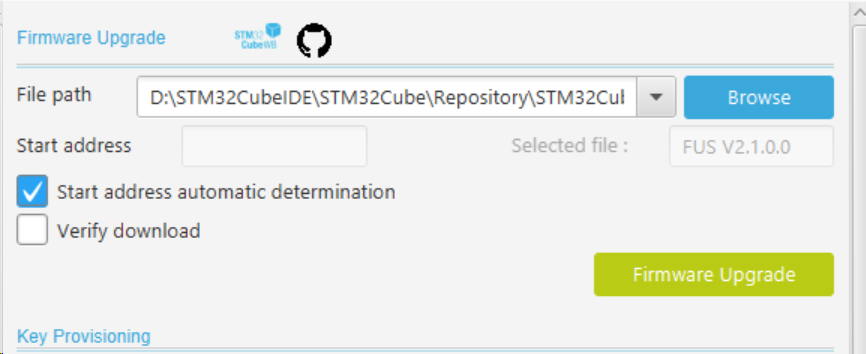 Firmware Upgrade STM32 CubeWB
File path D:\STM32CubeIDE\STM32Cube\Repository\STM32Cul Browse
Start address Selected file : FUS V2.1.0.0
Start address automatic determination
Verify download
Firmware Upgrade
Key Provisioning